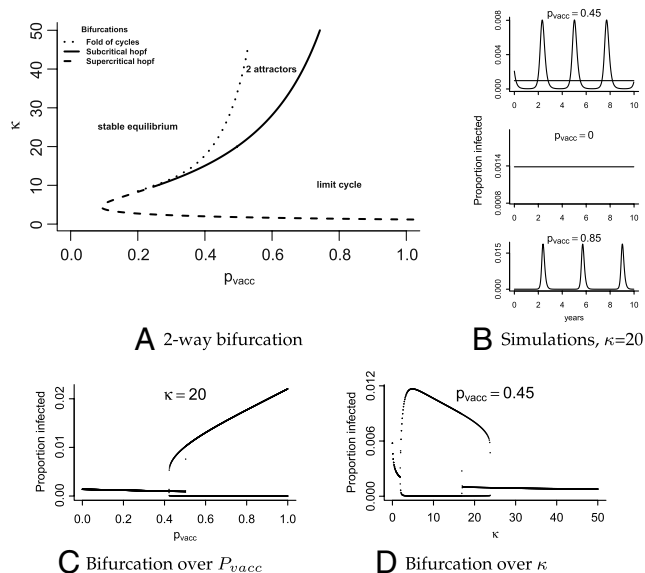 Bifurcations
Fold of cycles
Subcritical hopf
Supercritical hopf
2 attractors
stable equilibrium
limit cycle
κ
0 10 20 30 40 50
0.0 0.2 0.4 0.6 0.8 1.0
pvacc
A 2-way bifurcation
pvacc = 0.45
0.000 0.004 0.008
0 2 4 6 8 10
pvacc = 0
Proportion infected
0.0008 0.0014
0 2 4 6 8 10
pvacc = 0.85
0.000 0.015
0 2 4 6 8 10
years
B Simulations, κ=20
κ = 20
Proportion infected
0.00 0.01 0.02
0.0 0.2 0.4 0.6 0.8 1.0
pvacc
C Bifurcation over Pvacc
pvacc = 0.45
Proportion infected
0.000 0.006 0.012
0 10 20 30 40 50
κ
D Bifurcation over κ